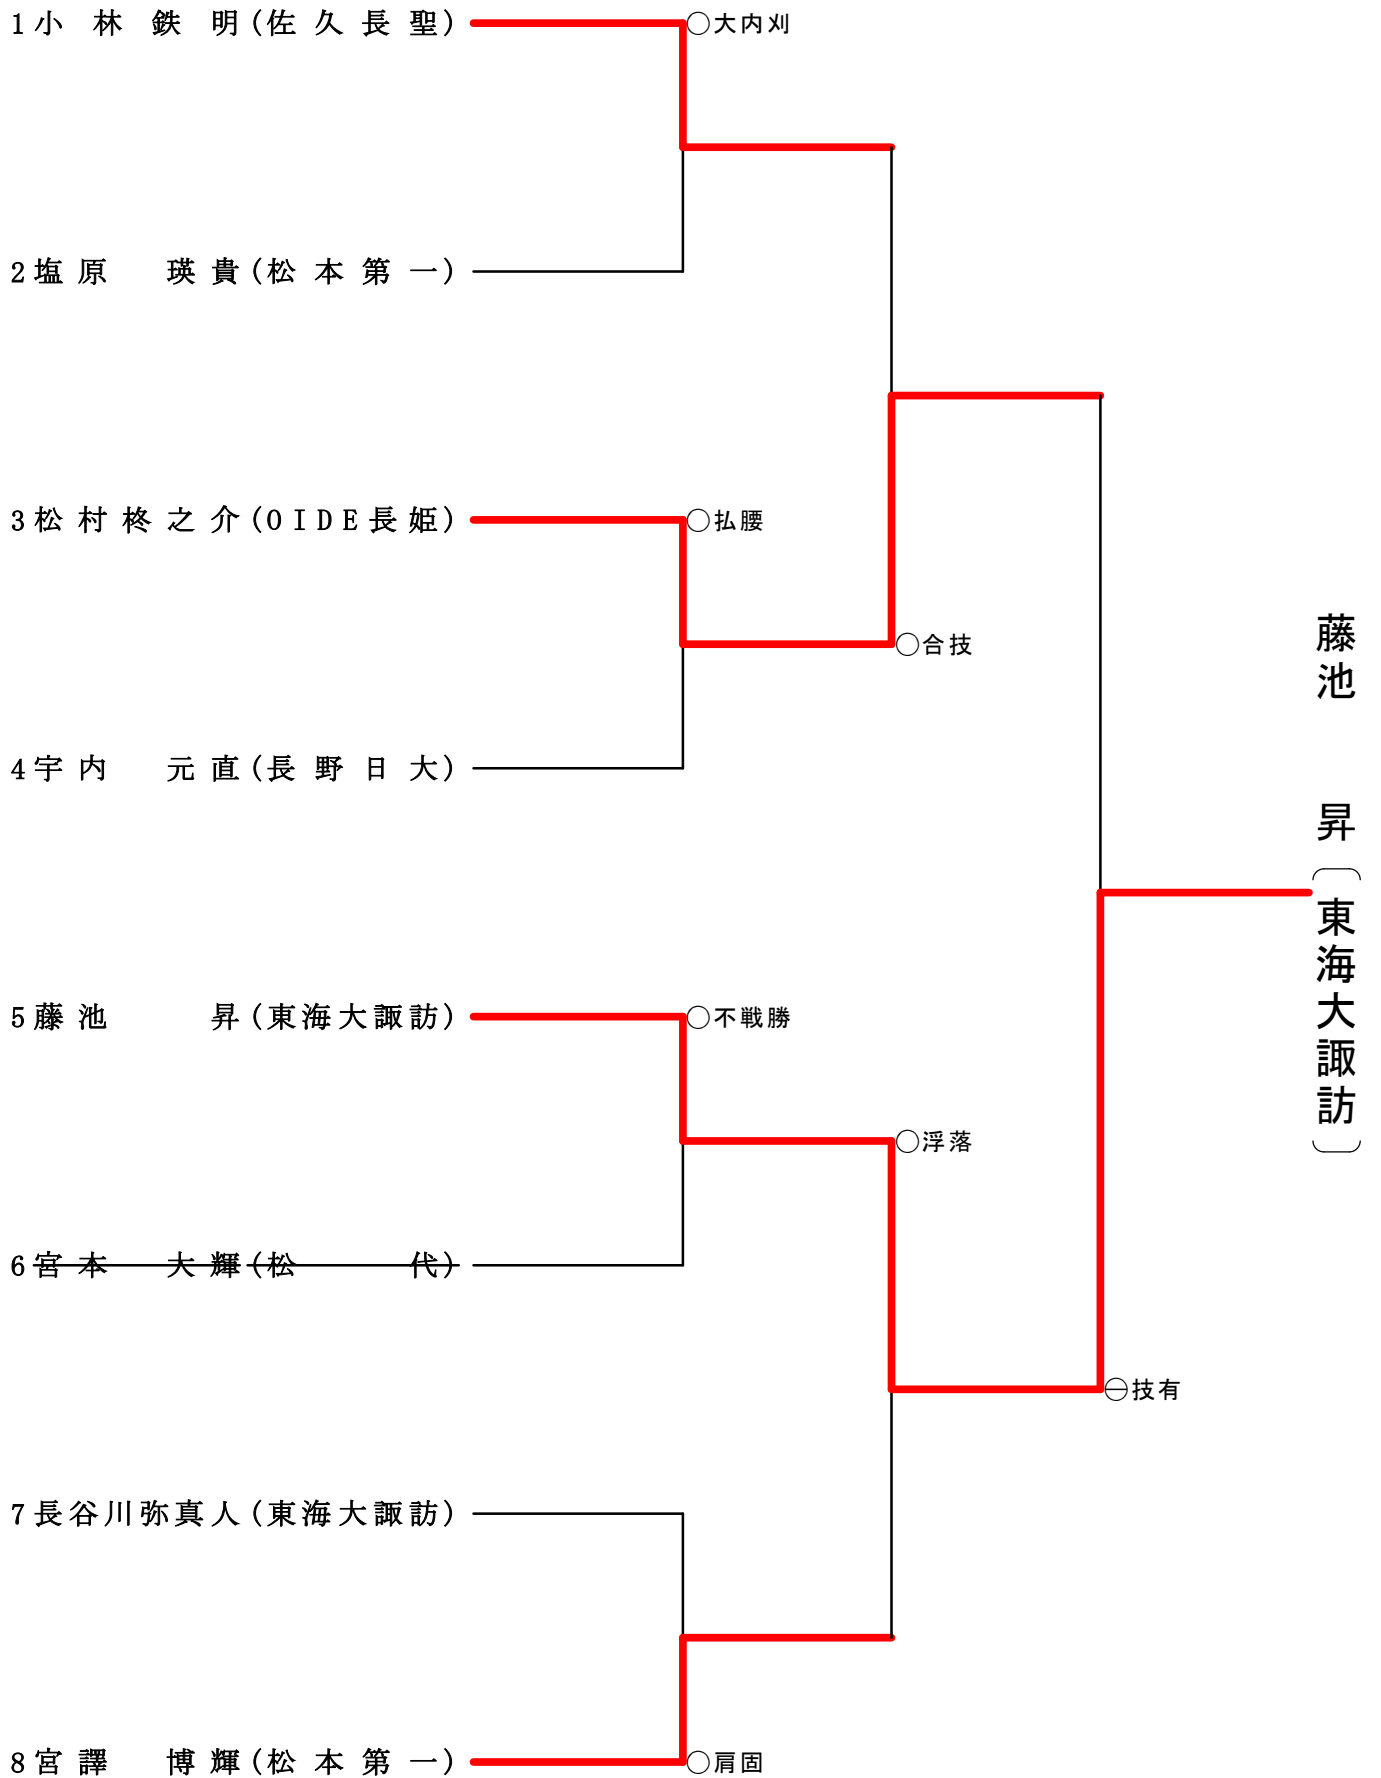 1小林鉄明(佐久長聖)
○大内刈
2塩原 瑛貴(松本第一)
3松村柊之介(OIDE長姫)
○払腰
○合技
4宇内 元直(長野日大)
5藤池 昇(東海大諏訪)
○不戦勝
○浮落
6宮本 大輝(松 代)
⊖技有
7長谷川弥真人(東海大諏訪)
8宮譯 博輝(松本第一)
○肩固
藤池 昇〔東海大諏訪〕